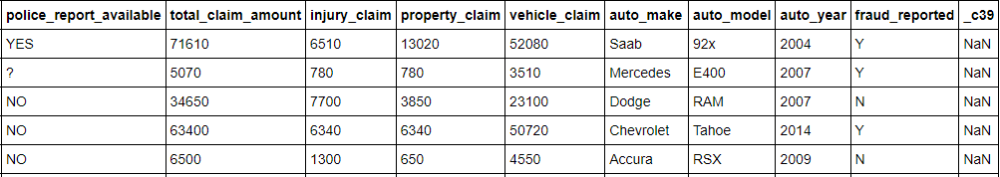 police_report_available total_claim_amount injury_claim property_claim vehicle_claim auto_make auto_model auto_year fraud_reported _c39
YES 71610 6510 13020 52080 Saab 92x 2004 Y NaN
? 5070 780 780 3510 Mercedes E400 2007 Y NaN
NO 34650 7700 3850 23100 Dodge RAM 2007 N NaN
NO 63400 6340 6340 50720 Chevrolet Tahoe 2014 Y NaN
NO 6500 1300 650 4550 Accura RSX 2009 N NaN